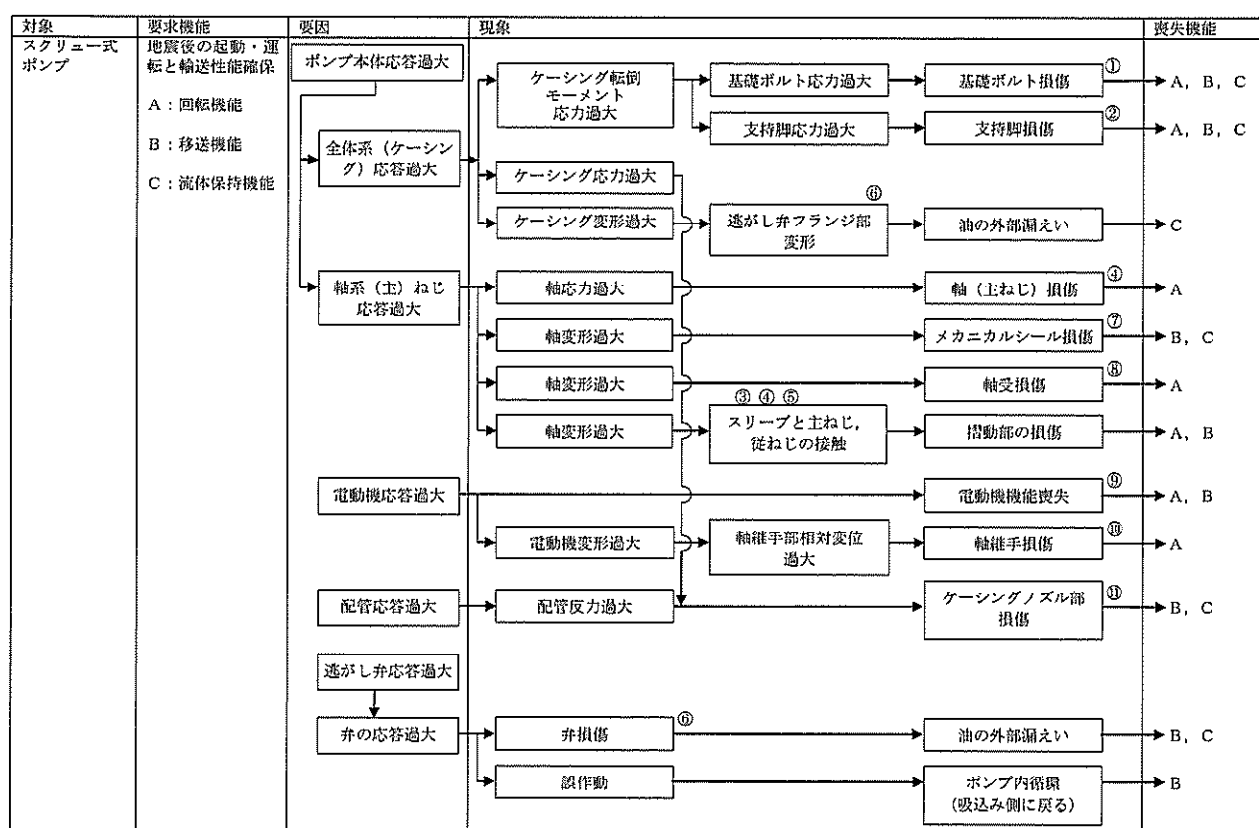 対象
要求機能
要因
現象
喪失機能
スクリュー式
ポンプ
地震後の起動・運
転と輸送性能確保
A:回転機能
B:移送機能
C:流体保持機能
ポンプ本体応答過大
全体系(ケーシン
グ)応答過大
ケーシング転倒
モーメント
応力過大
基礎ボルト応力過大
基礎ボルト損傷
①
A, B, C
支持脚応力過大
支持脚損傷
②
A, B, C
ケーシング応力過大
ケーシング変形過大
⑥
逃がし弁フランジ部
変形
油の外部漏えい
C
軸系(主)ねじ
応答過大
軸応力過大
軸(主ねじ)損傷
④
A
軸変形過大
メカニカルシール損傷
⑦
B, C
軸変形過大
軸受損傷
⑧
A
軸変形過大
③ ④ ⑤
スリーブと主ねじ,
従ねじの接触
摺動部の損傷
A, B
電動機応答過大
電動機機能喪失
⑨
A, B
電動機変形過大
軸継手部相対変位
過大
軸継手損傷
⑩
A
配管応答過大
配管反力過大
ケーシングノズル部
損傷
⑪
B, C
逃がし弁応答過大
弁の応答過大
弁損傷
⑥
油の外部漏えい
B, C
誤作動
ポンプ内循環
(吸込み側に戻る)
B